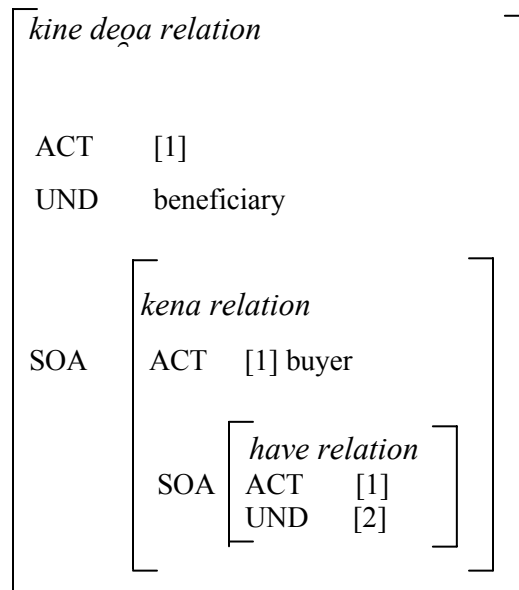 kine deo̯a relation
ACT [1]
UND beneficiary
kena relation
SOA ACT [1] buyer
have relation
SOA ACT [1]
UND [2]